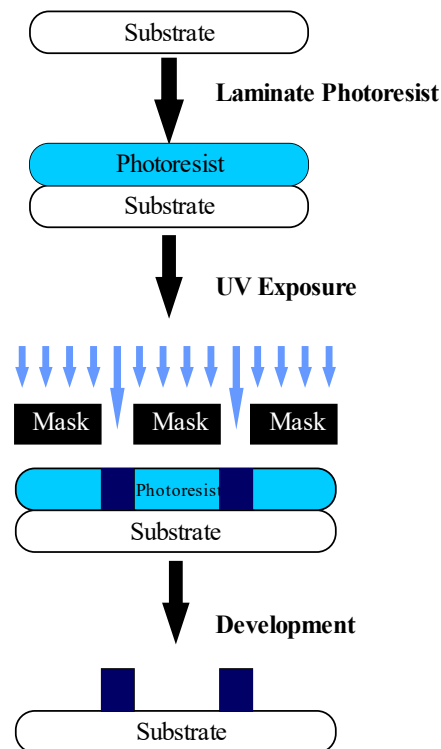 Substrate
Laminate Photoresist
Photoresist
Substrate
UV Exposure
Mask Mask Mask
Photoresist
Substrate
Development
Substrate